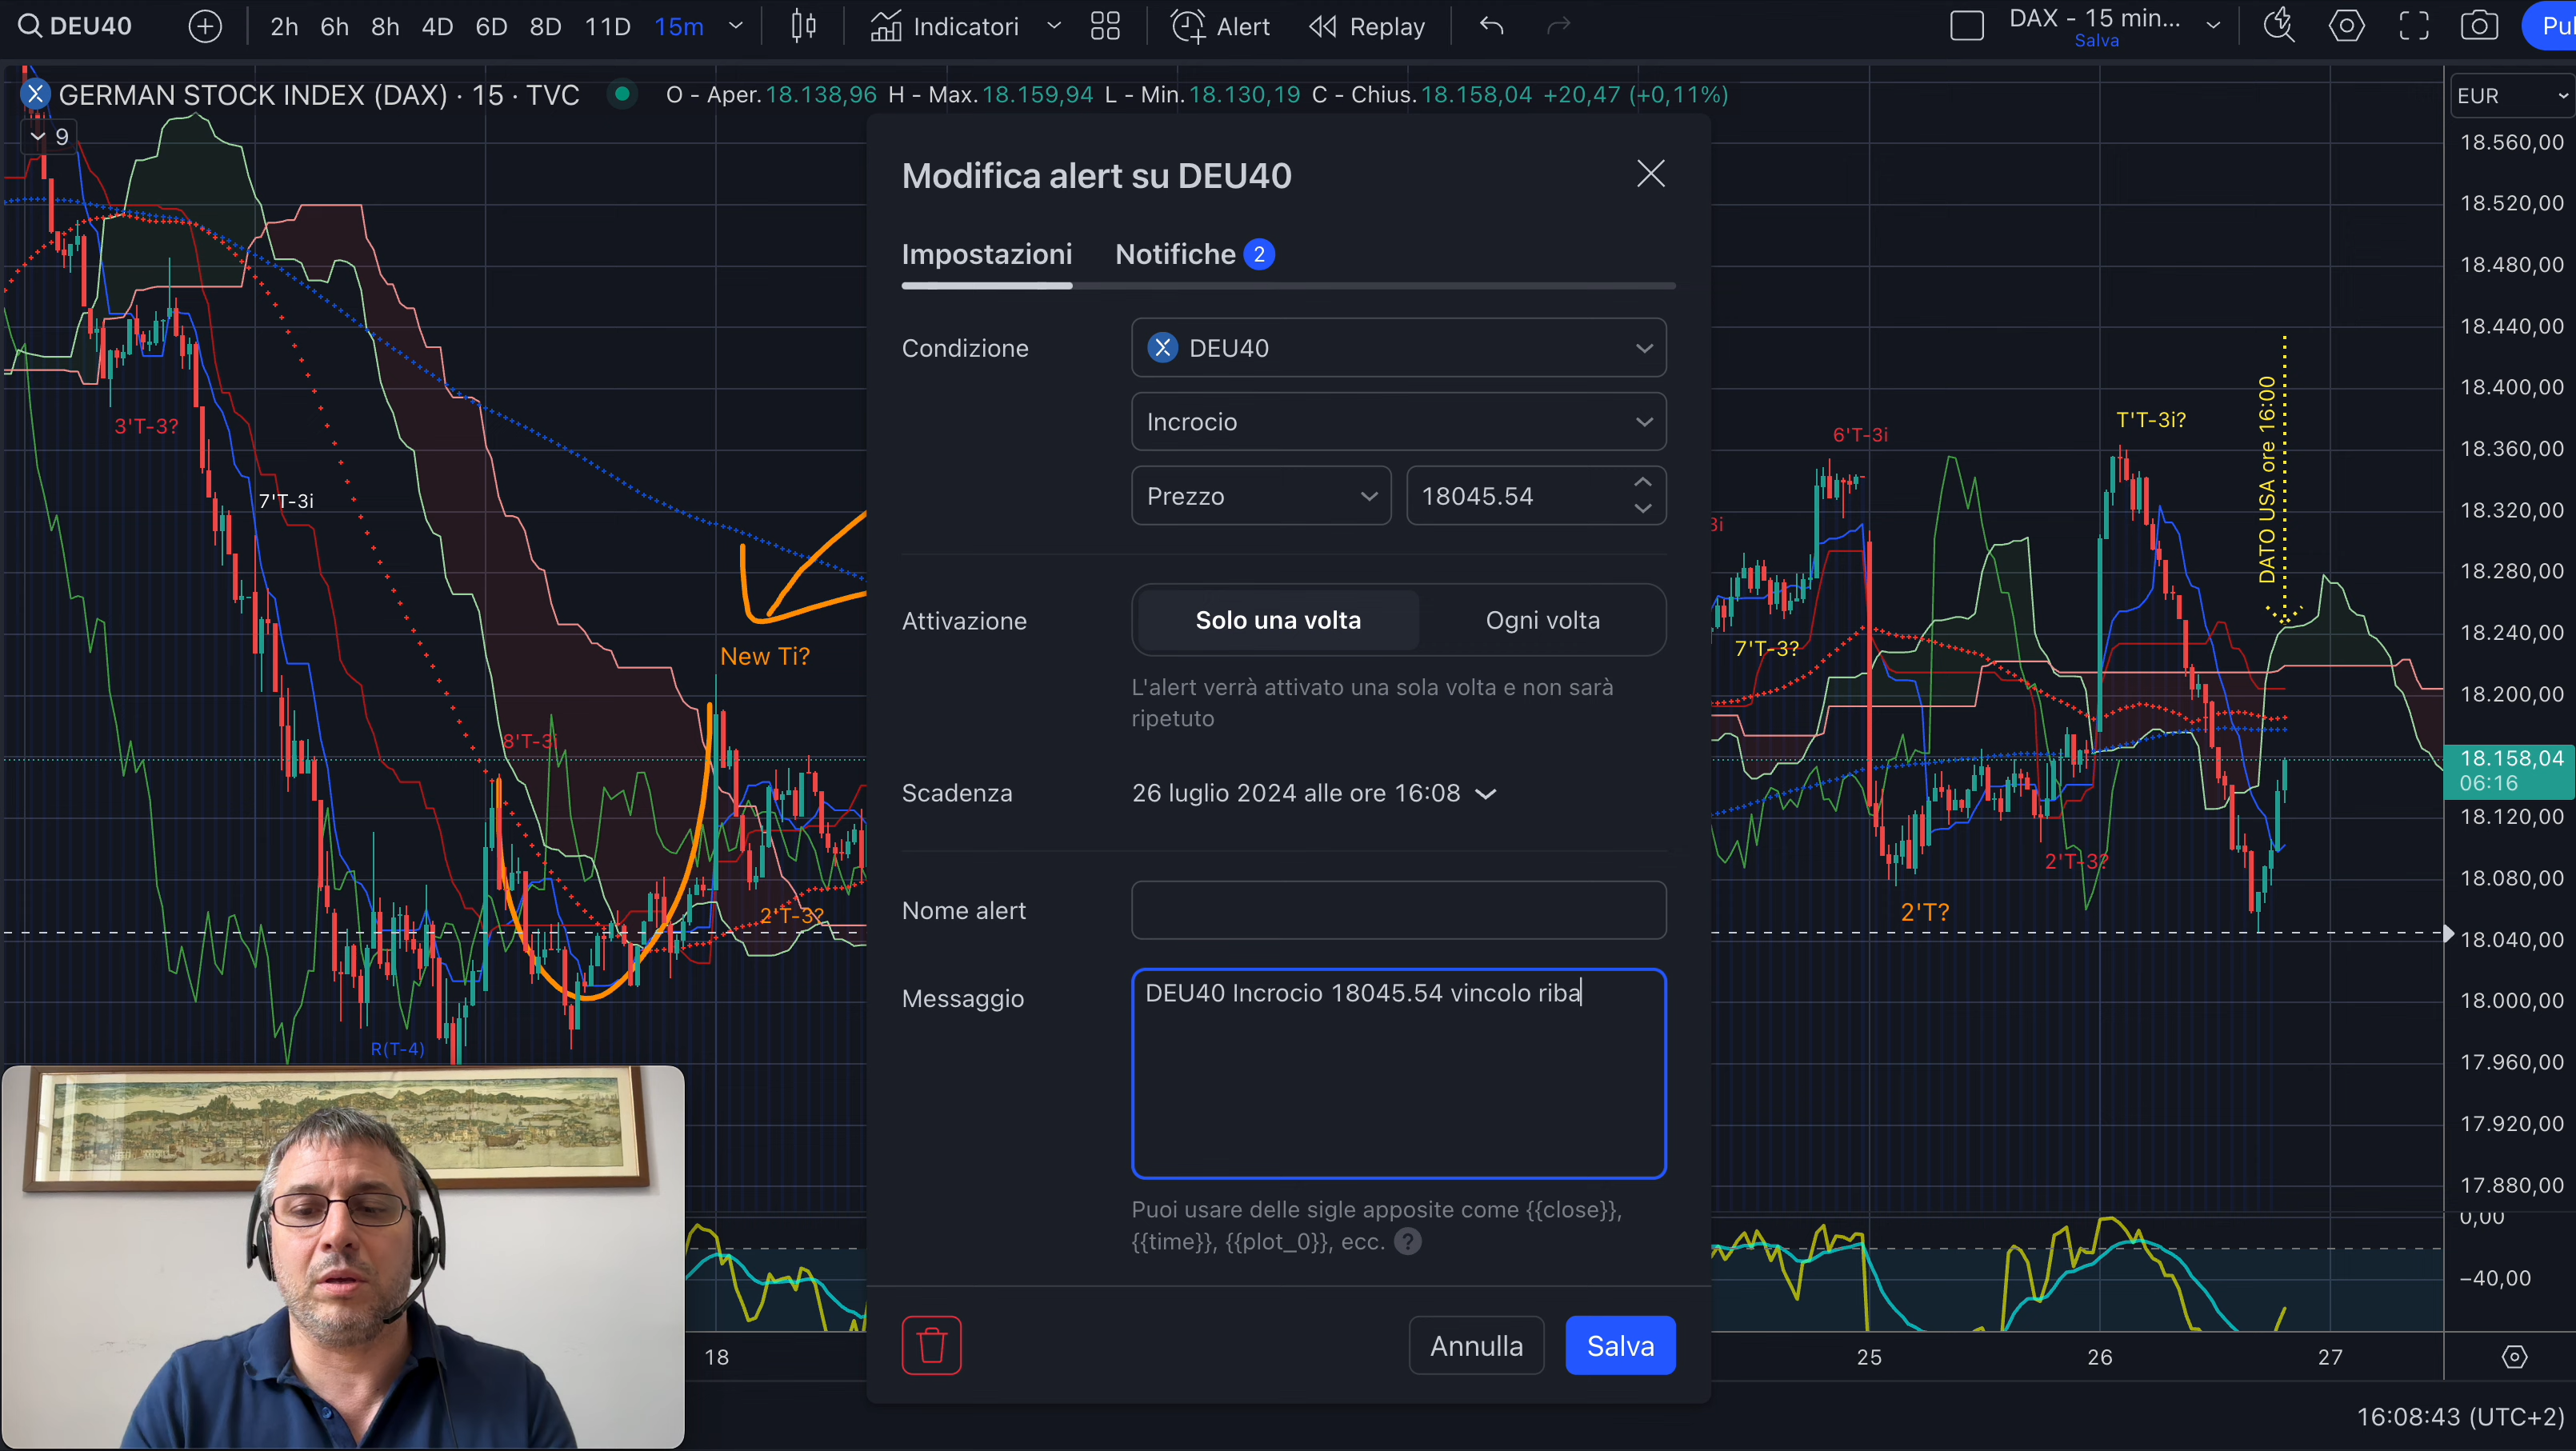 DEU40
2h 6h 8h 4D 6D 8D 11D 15m
Indicatori
Alert
Replay
DAX - 15 min...
Salva
GERMAN STOCK INDEX (DAX) · 15 · TVC
O - Aper.18.138,96 H - Max.18.159,94 L - Min.18.130,19 C - Chius.18.158,04 +20,47 (+0,11%)
EUR
9
Modifica alert su DEU40
Impostazioni
Notifiche 2
Condizione
DEU40
Incrocio
Prezzo
18045.54
Attivazione
Solo una volta
Ogni volta
L'alert verrà attivato una sola volta e non sarà
ripetuto
Scadenza
26 luglio 2024 alle ore 16:08
Nome alert
Messaggio
DEU40 Incrocio 18045.54 vincolo riba
Puoi usare delle sigle apposite come {{close}},
{{time}}, {{plot_0}}, ecc. ?
Annulla
Salva
3'T-3?
7'T-3i
8'T-3i
R(T-4)
New Ti?
2'T-3?
3i
7'T-3?
6'T-3i
2'T?
2'T-3?
T'T-3i?
DATO USA ore 16:00
18.560,00
18.520,00
18.480,00
18.440,00
18.400,00
18.360,00
18.320,00
18.280,00
18.240,00
18.200,00
18.158,04
06:16
18.120,00
18.080,00
18.040,00
18.000,00
17.960,00
17.920,00
17.880,00
0,00
−40,00
18
25
26
27
16:08:43 (UTC+2)